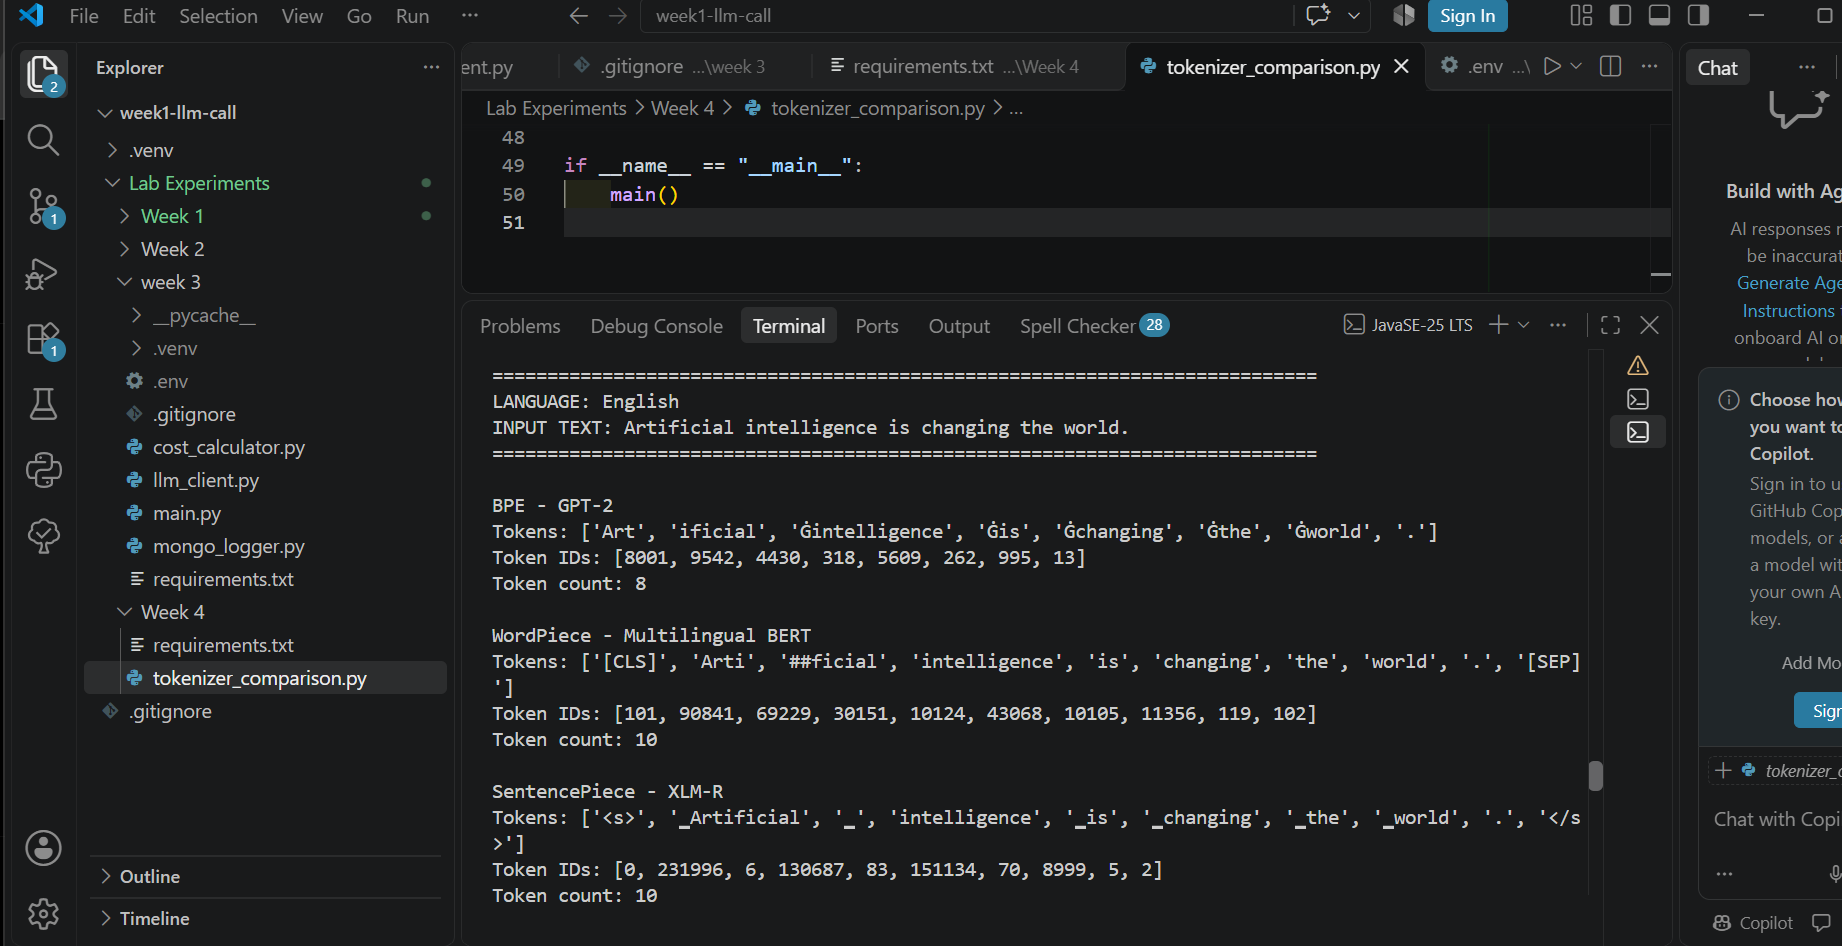 File Edit Selection View Go Run ...
week1-llm-call
Sign In
Explorer ...
week1-llm-call
.venv
Lab Experiments
Week 1
Week 2
week 3
__pycache__
.venv
.env
.gitignore
cost_calculator.py
llm_client.py
main.py
mongo_logger.py
requirements.txt
Week 4
requirements.txt
tokenizer_comparison.py
.gitignore
Outline
Timeline
2
1
1
ent.py .gitignore ...\week 3 requirements.txt ...\Week 4 tokenizer_comparison.py .env ...\
Lab Experiments > Week 4 > tokenizer_comparison.py > ...
48
49 if __name__ == "__main__":
50 main()
51
Problems Debug Console Terminal Ports Output Spell Checker 28 JavaSE-25 LTS
===========================================================================
LANGUAGE: English
INPUT TEXT: Artificial intelligence is changing the world.
===========================================================================
BPE - GPT-2
Tokens: ['Art', 'ificial', 'Ġintelligence', 'Ġis', 'Ġchanging', 'Ġthe', 'Ġworld', '.']
Token IDs: [8001, 9542, 4430, 318, 5609, 262, 995, 13]
Token count: 8
WordPiece - Multilingual BERT
Tokens: ['[CLS]', 'Arti', '##ficial', 'intelligence', 'is', 'changing', 'the', 'world', '.', '[SEP]
']
Token IDs: [101, 90841, 69229, 30151, 10124, 43068, 10105, 11356, 119, 102]
Token count: 10
SentencePiece - XLM-R
Tokens: ['<s>', '▁Artificial', '▁', 'intelligence', '▁is', '▁changing', '▁the', '▁world', '.', '</s
>']
Token IDs: [0, 231996, 6, 130687, 83, 151134, 70, 8999, 5, 2]
Token count: 10
Chat ...
Build with Ag
AI responses
be inaccurat
Generate Age
Instructions
onboard AI o
Choose how
you want to
Copilot.
Sign in to u
GitHub Cop
models, or a
a model wit
your own A
key.
Add Mo
Sign
tokenizer_c
Chat with Copi
...
Copilot